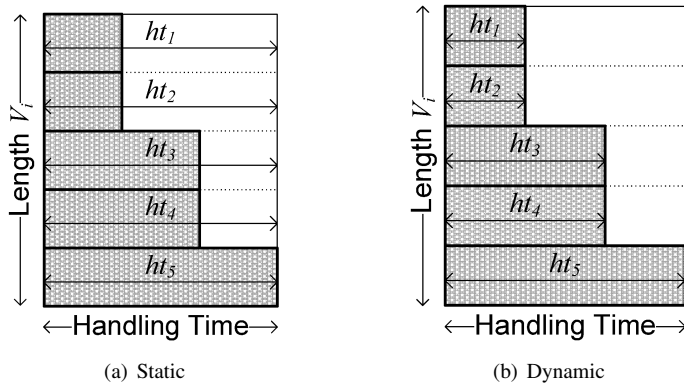 ht1
ht2
ht3
ht4
ht5
Length Vi
Handling Time
(a) Static
ht1
ht2
ht3
ht4
ht5
Length Vi
Handling Time
(b) Dynamic